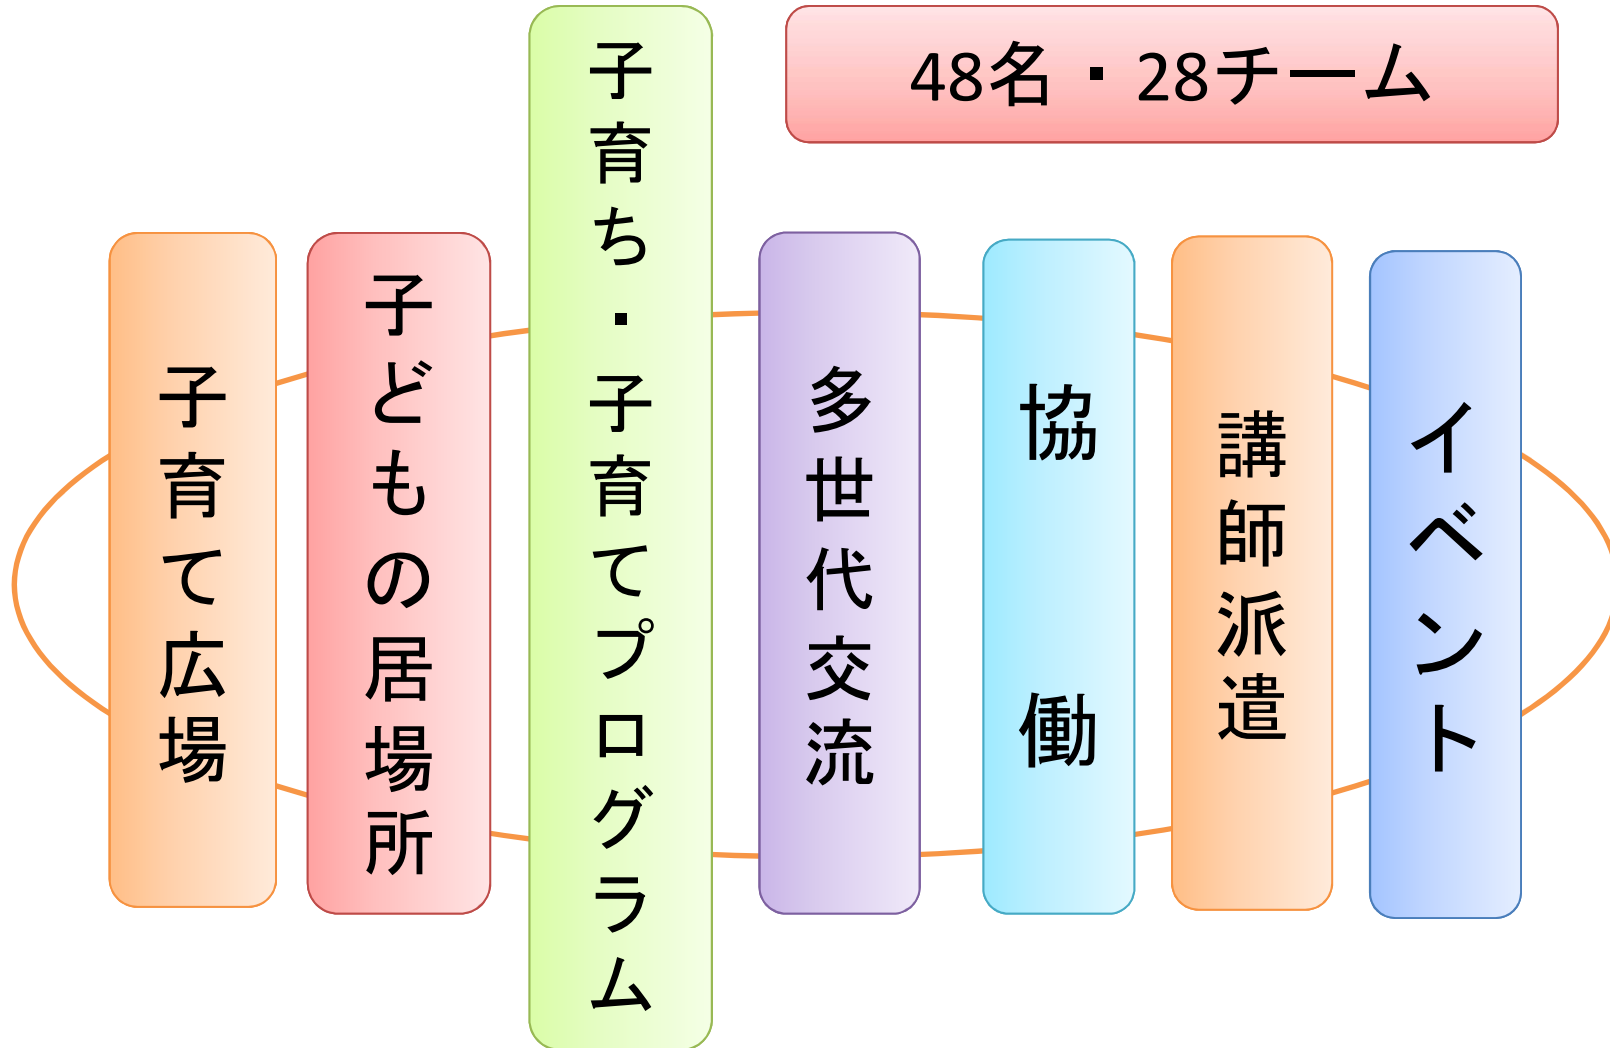 48名・28チーム
子育て広場
子どもの居場所
子育ち・子育てプログラム
多世代交流
協働
講師派遣
イベント